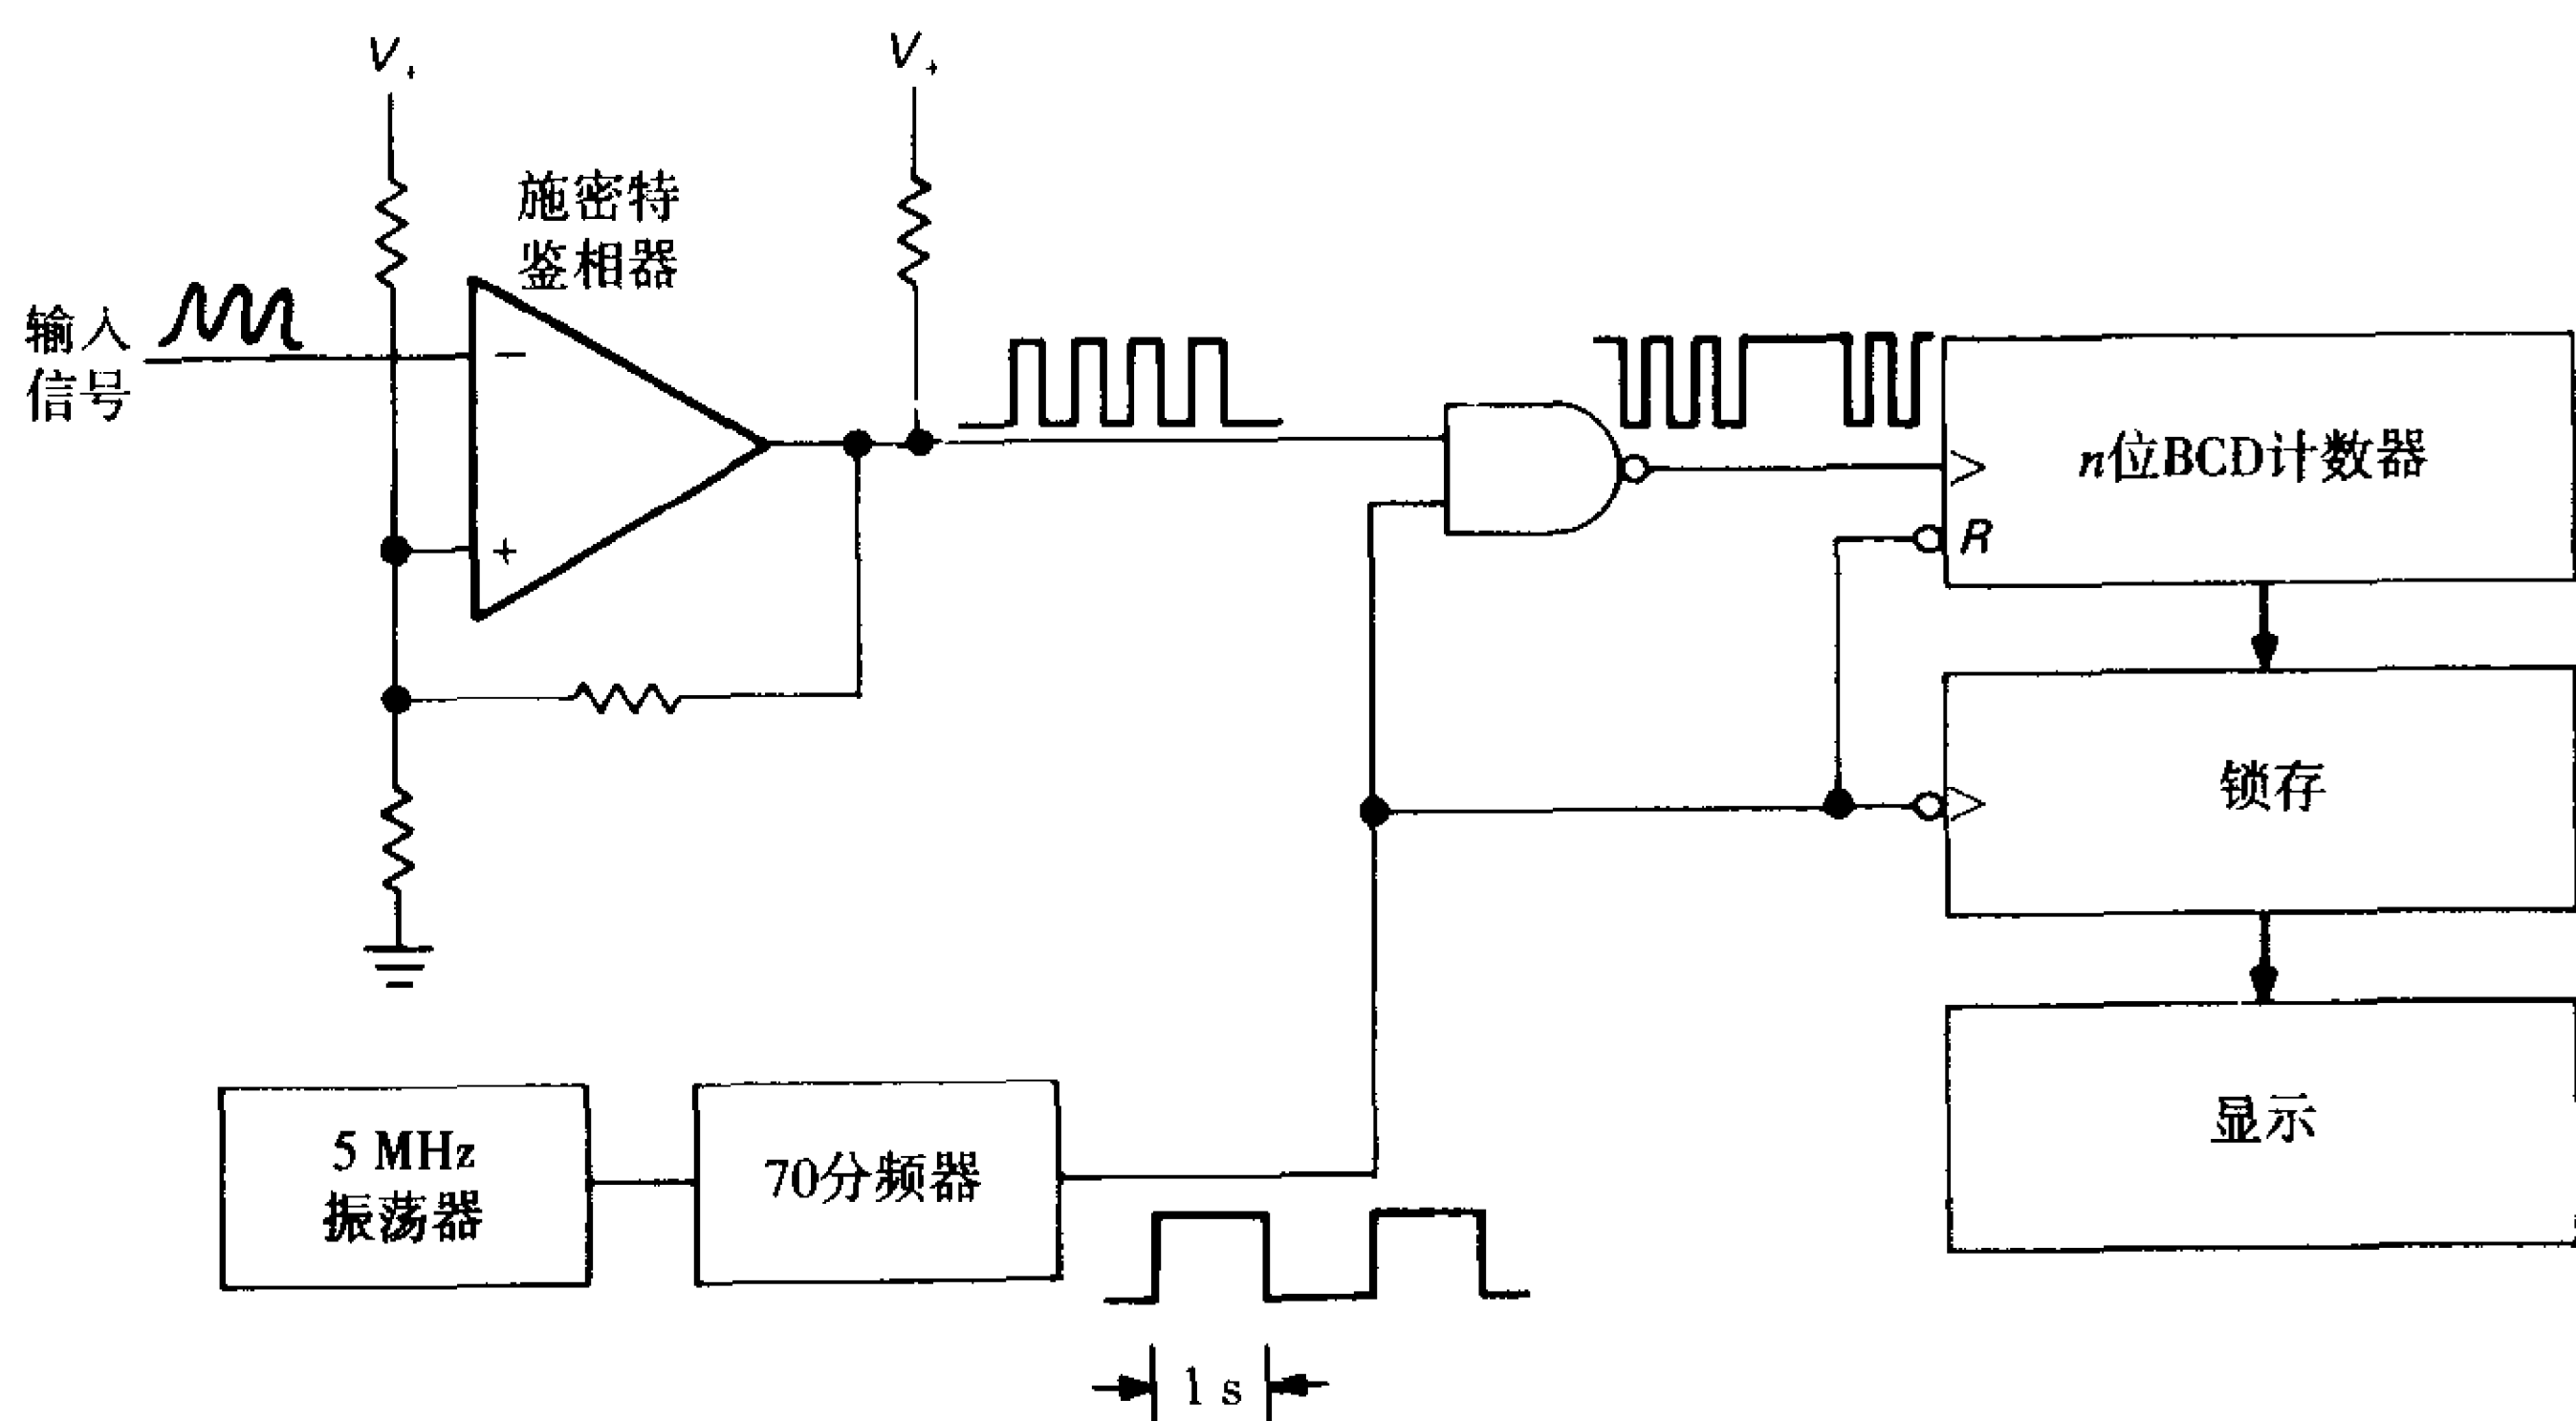 V+
V+
施密特
鉴相器
输入
信号
−
+
n位BCD计数器
R
锁存
显示
5 MHz
振荡器
70分频器
1 s